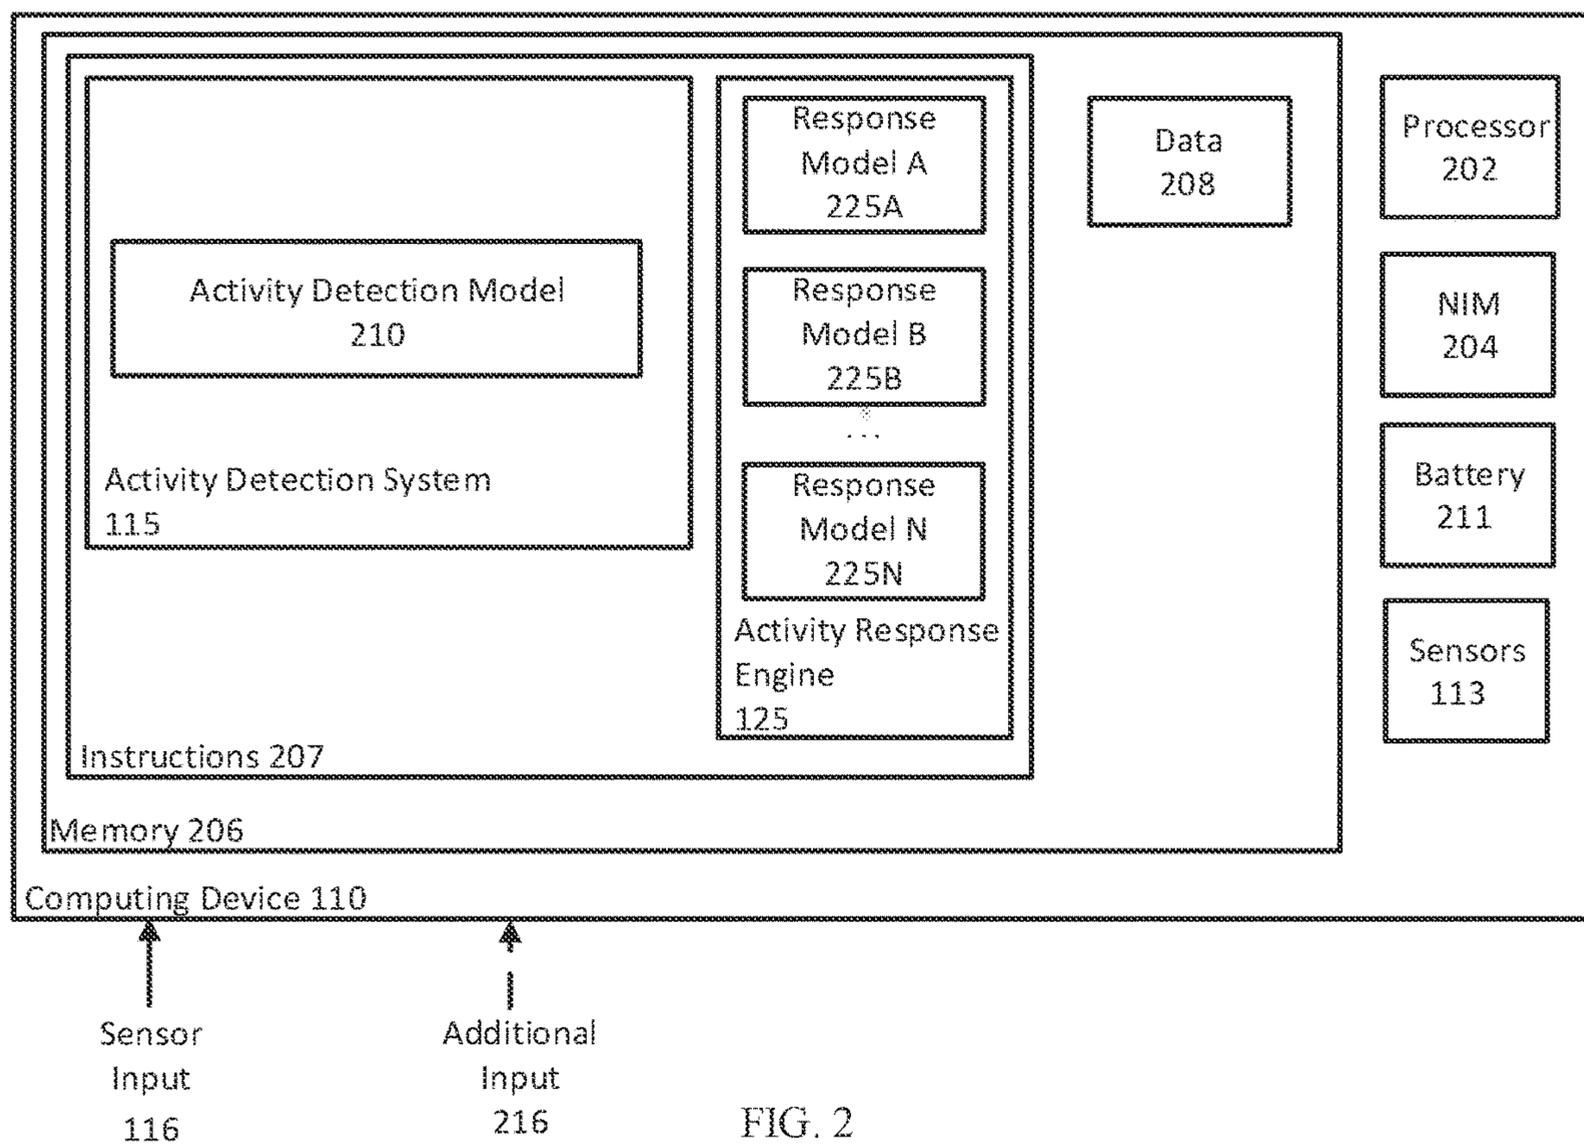 Activity Detection Model
210
Activity Detection System
115
Response
Model A
225A
Response
Model B
225B
...
Response
Model N
225N
Activity Response
Engine
125
Instructions 207
Data
208
Memory 206
Processor
202
NIM
204
Battery
211
Sensors
113
Computing Device 110
Sensor
Input
116
Additional
Input
216
FIG. 2